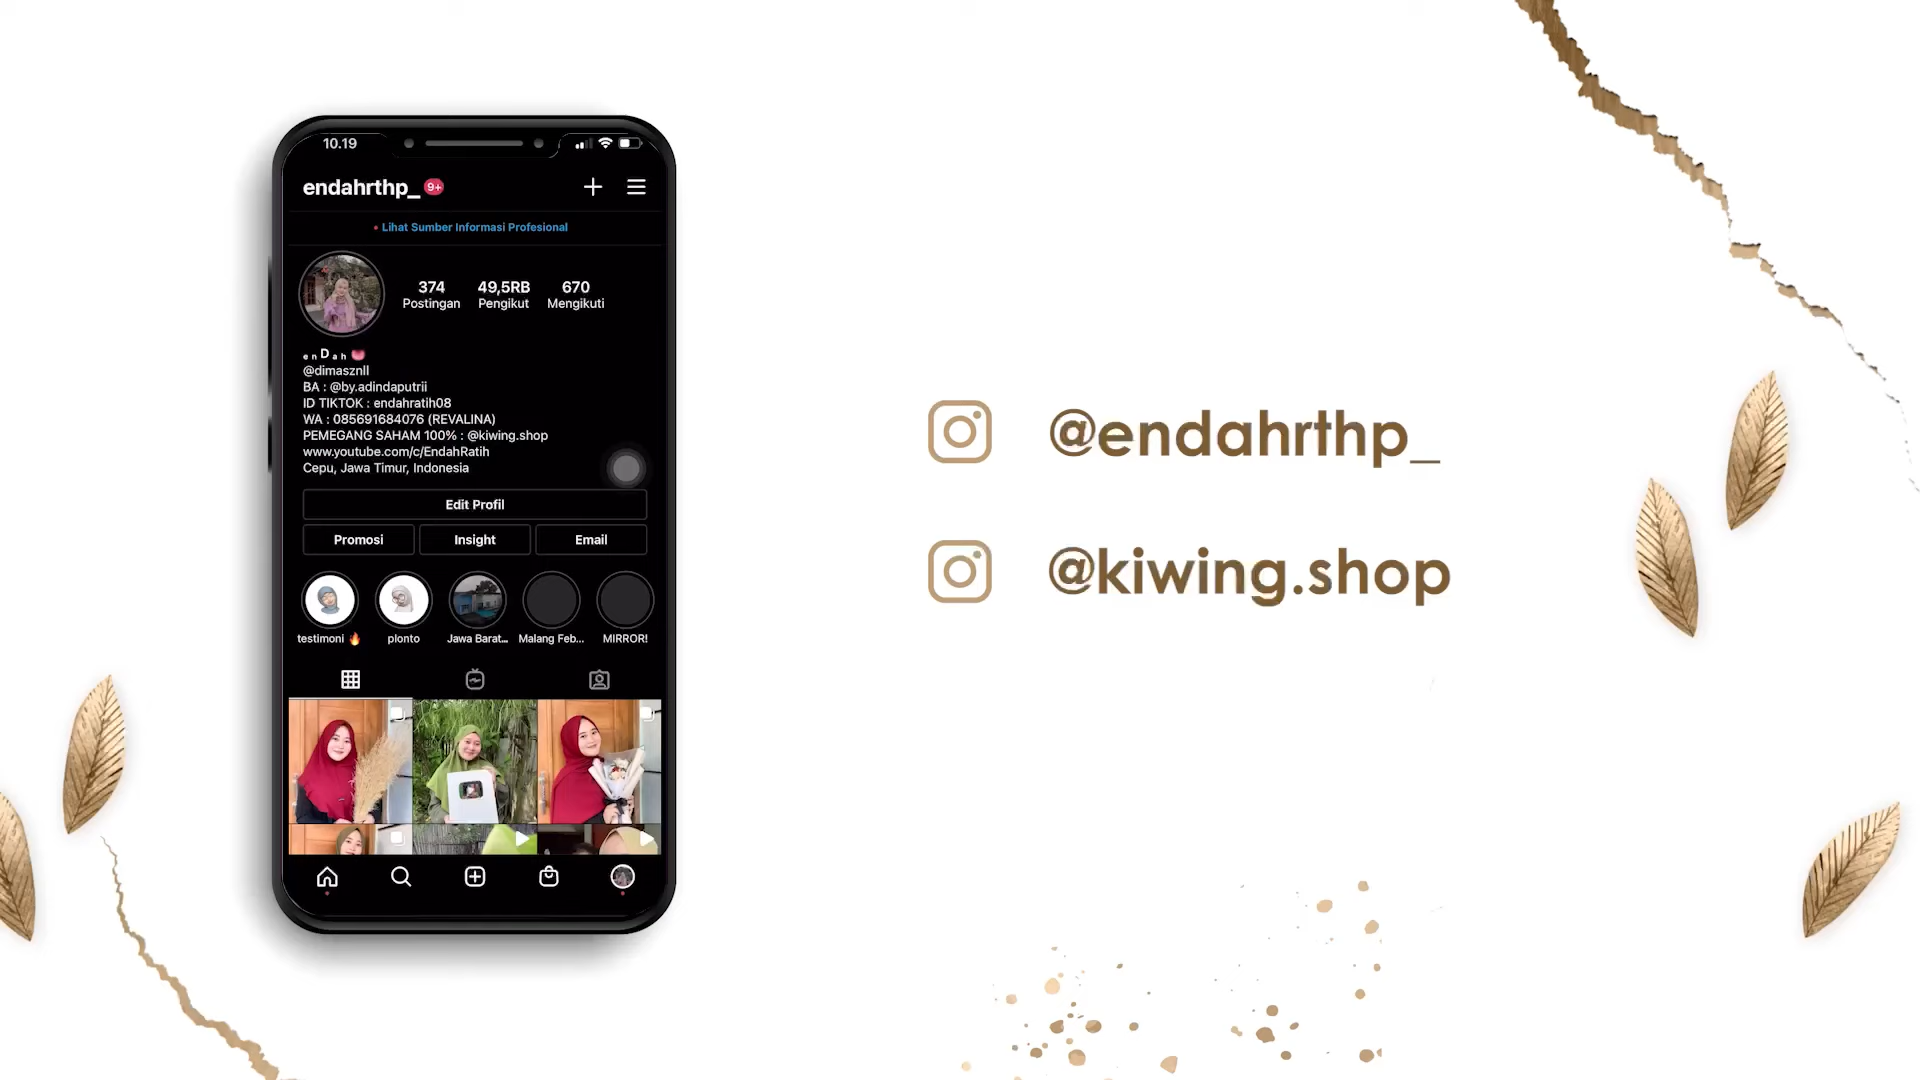 10.19
endahrthp_ 9+
Lihat Sumber Informasi Profesional
374 49,5RB 670
Postingan Pengikut Mengikuti
ₑₙDₐₕ
@dimasznll
BA : @by.adindaputrii
ID TIKTOK : endahratih08
WA : 085691684076 (REVALINA)
PEMEGANG SAHAM 100% : @kiwing.shop
www.youtube.com/c/EndahRatih
Cepu, Jawa Timur, Indonesia
Edit Profil
Promosi Insight Email
testimoni 🔥 plonto Jawa Barat... Malang Feb... MIRROR!
@endahrthp_
@kiwing.shop